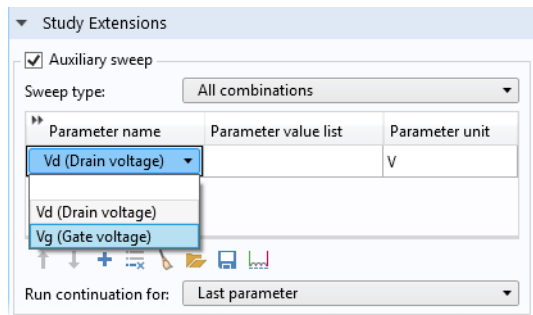 Study Extensions
Auxiliary sweep
Sweep type: All combinations
Parameter name Parameter value list Parameter unit
Vd (Drain voltage) V
Vd (Drain voltage)
Vg (Gate voltage)
Run continuation for: Last parameter